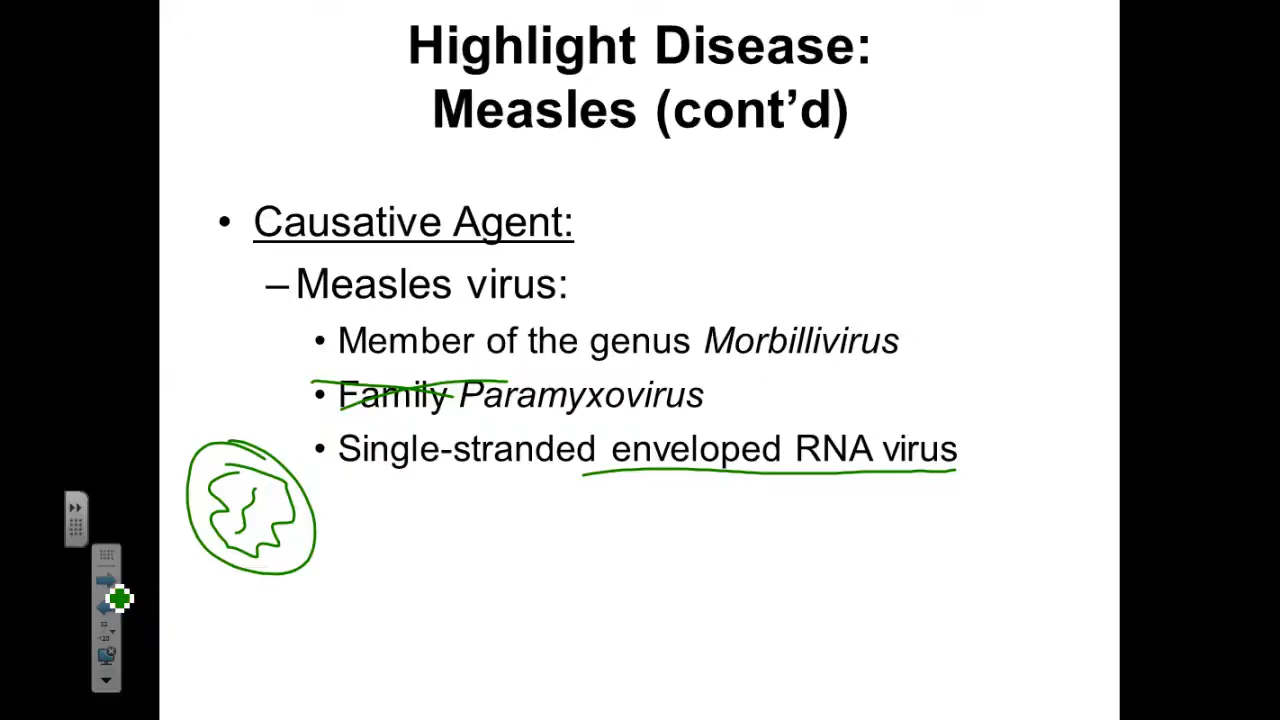 Highlight Disease:
Measles (cont'd)
• Causative Agent:
– Measles virus:
• Member of the genus Morbillivirus
• Family Paramyxovirus
• Single-stranded enveloped RNA virus